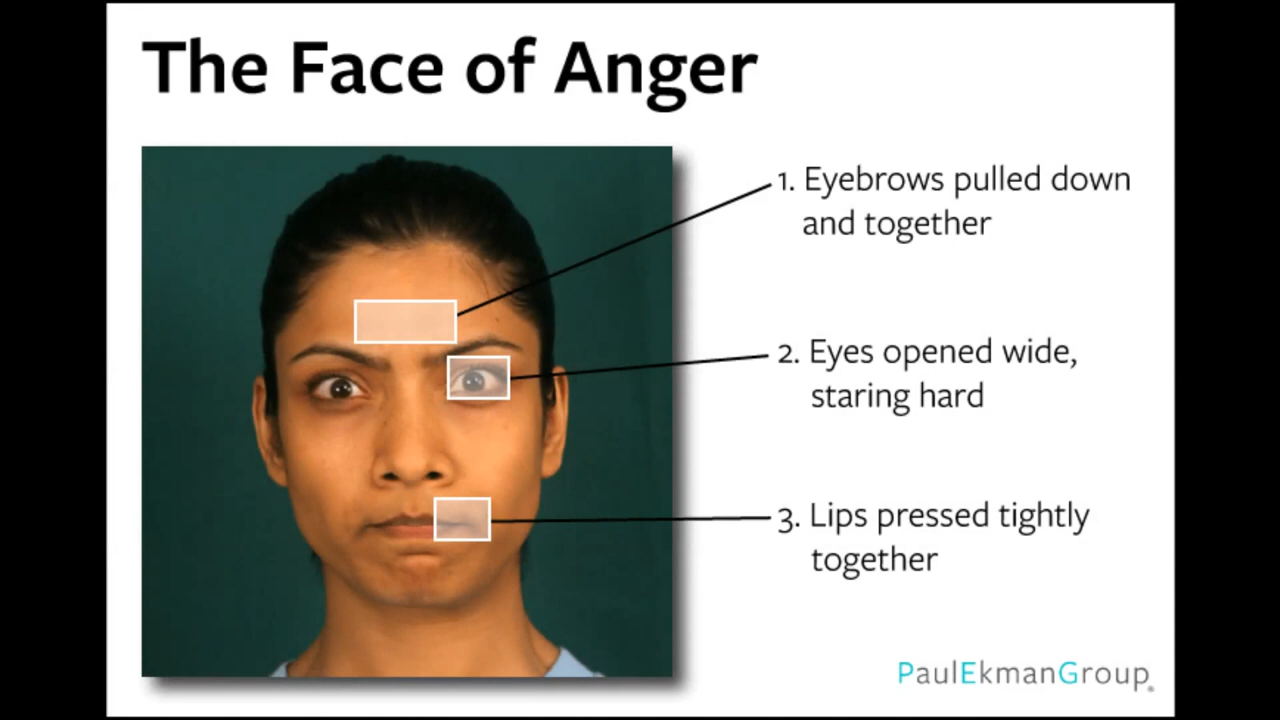 The Face of Anger
1. Eyebrows pulled down
and together
2. Eyes opened wide,
staring hard
3. Lips pressed tightly
together
PaulEkmanGroup®